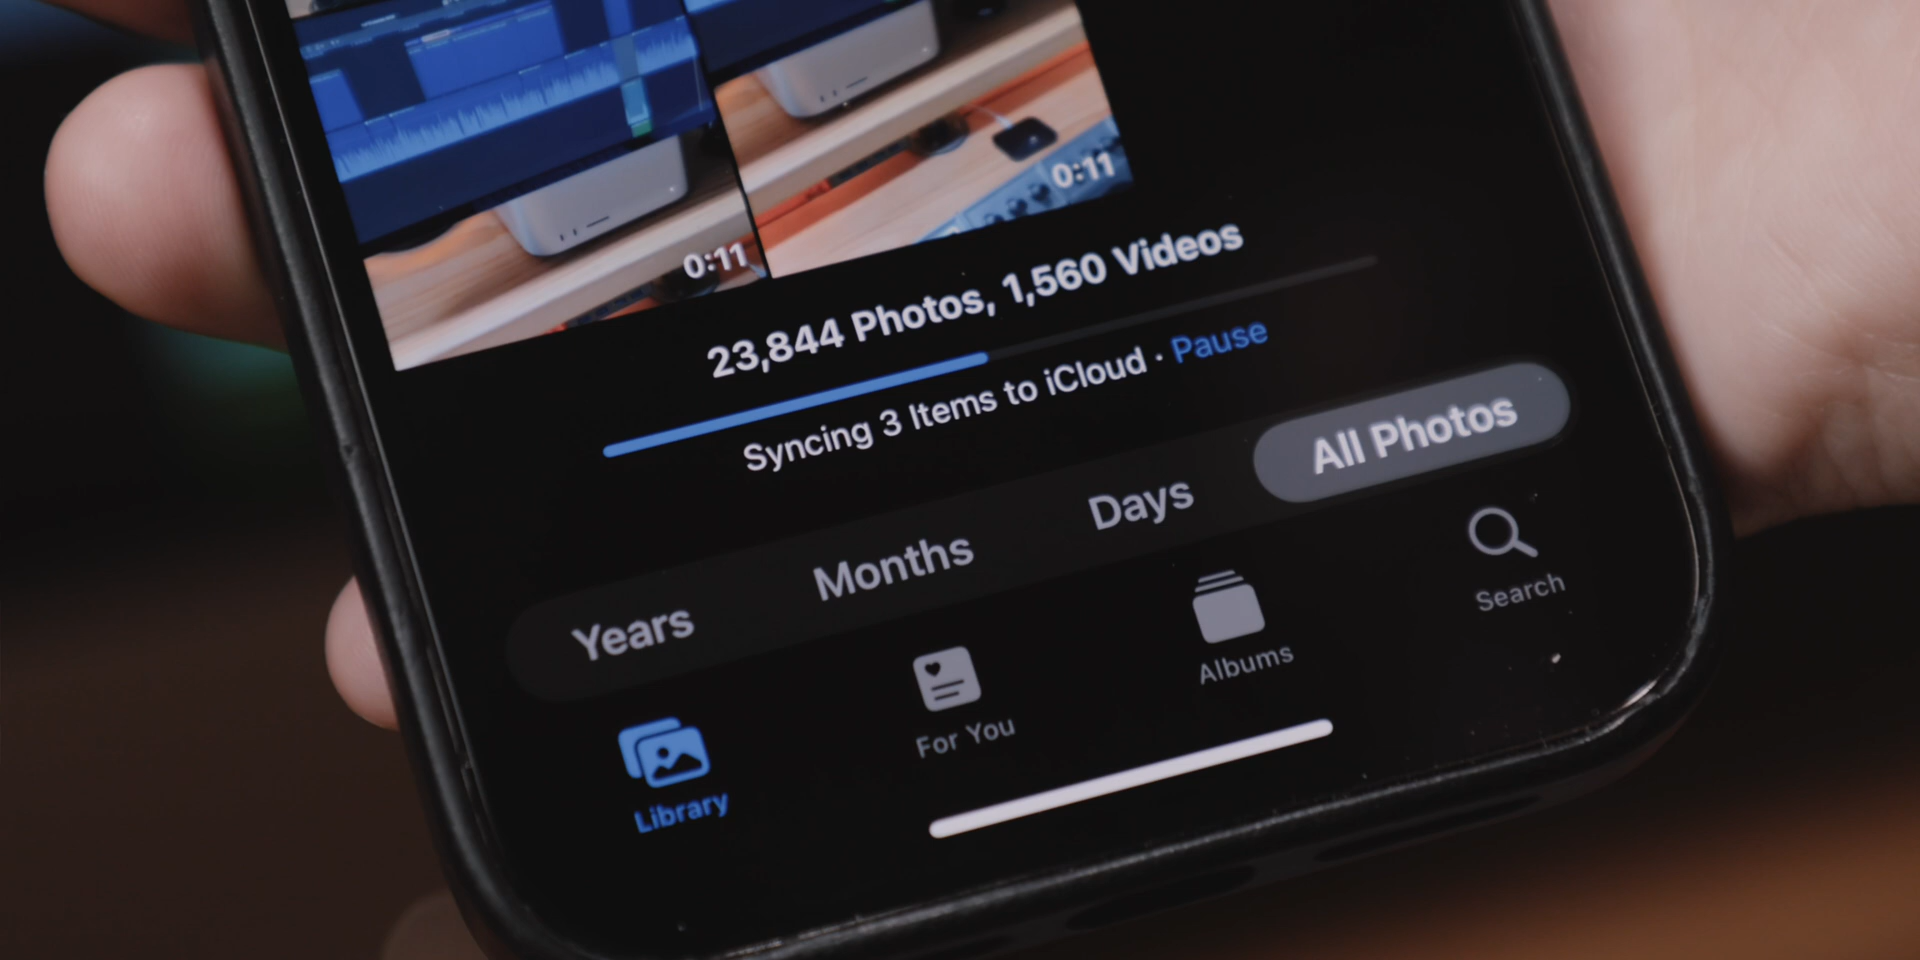 0:11
0:11
23,844 Photos, 1,560 Videos
Syncing 3 Items to iCloud · Pause
Years
Months
Days
All Photos
Library
For You
Albums
Search